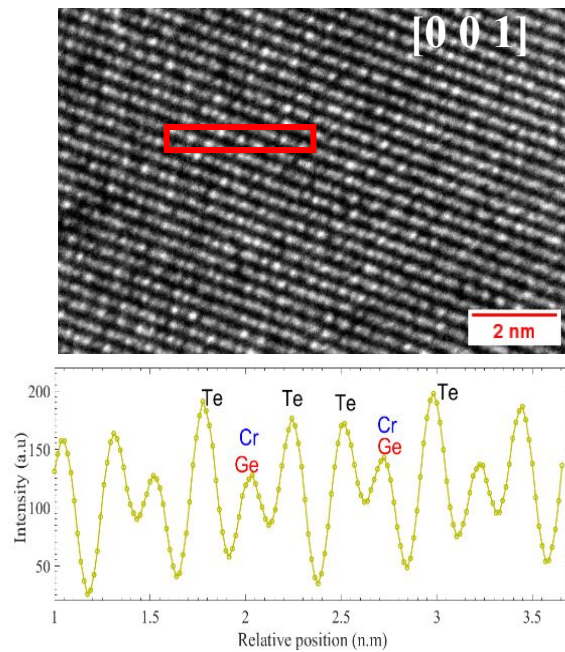 [0 0 1]
2 nm
200
150
100
50
Intensity (a.u)
Te
Cr
Ge
Te
Te
Cr
Ge
Te
1
1.5
2
2.5
3
3.5
Relative position (n.m)